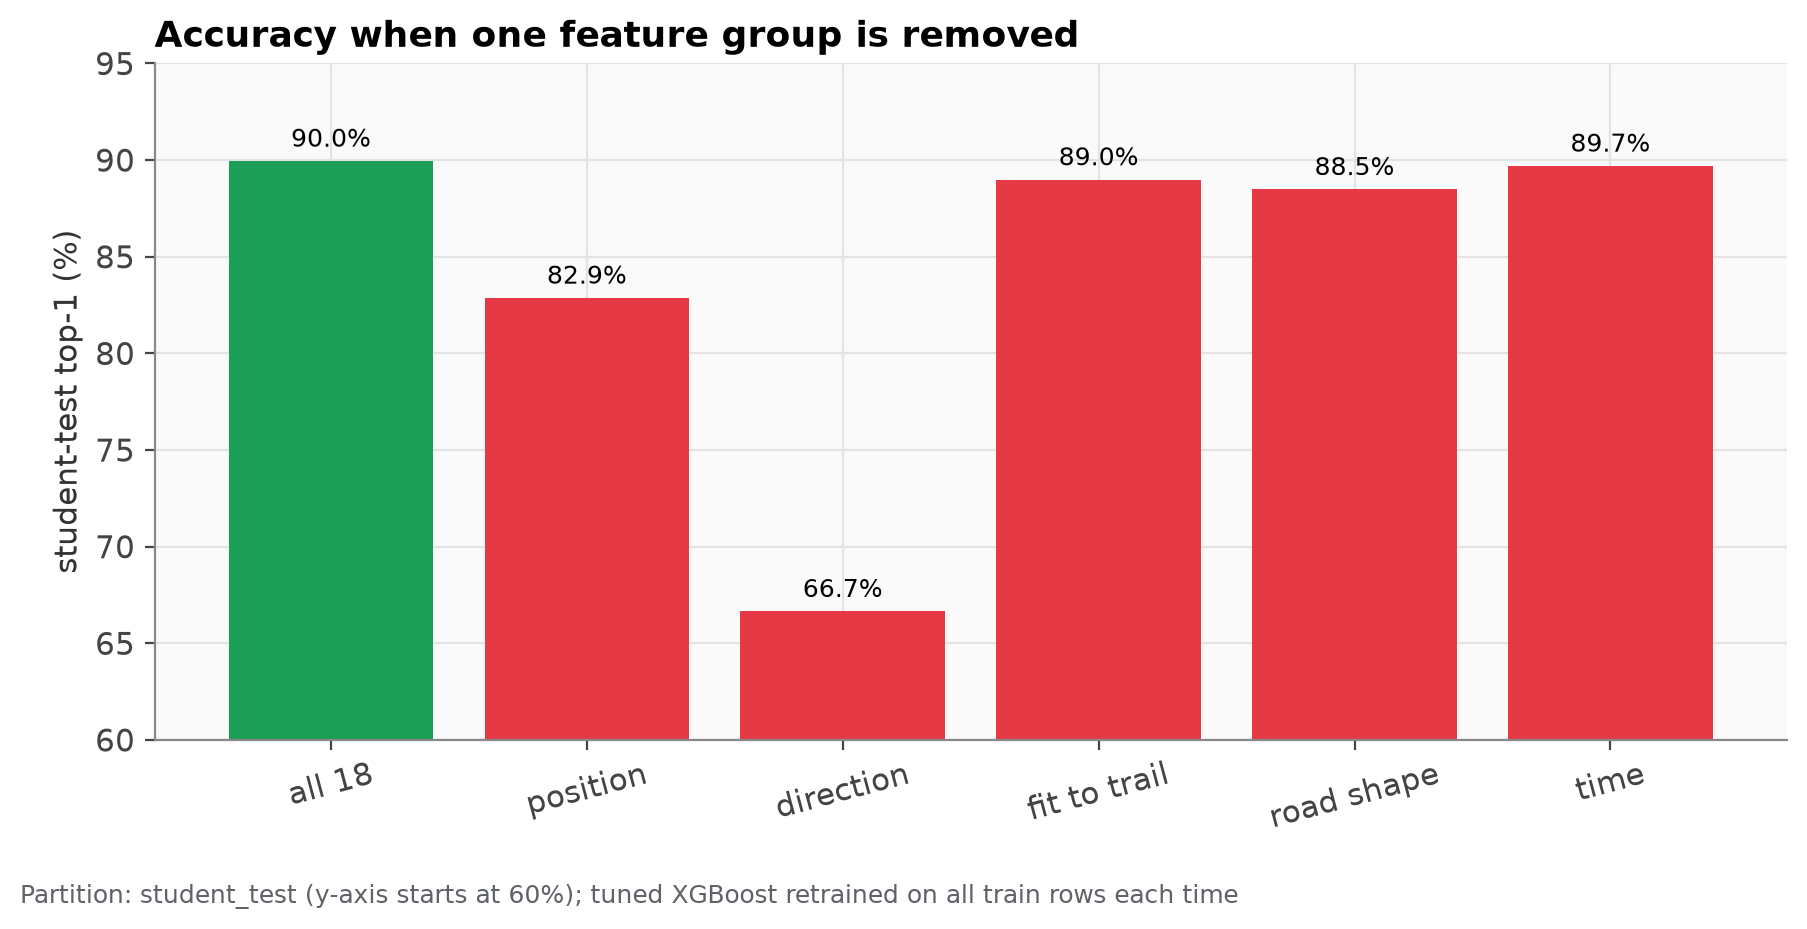 Accuracy when one feature group is removed
student-test top-1 (%)
95
90
85
80
75
70
65
60
90.0%
82.9%
66.7%
89.0%
88.5%
89.7%
all 18
position
direction
fit to trail
road shape
time
Partition: student_test (y-axis starts at 60%); tuned XGBoost retrained on all train rows each time